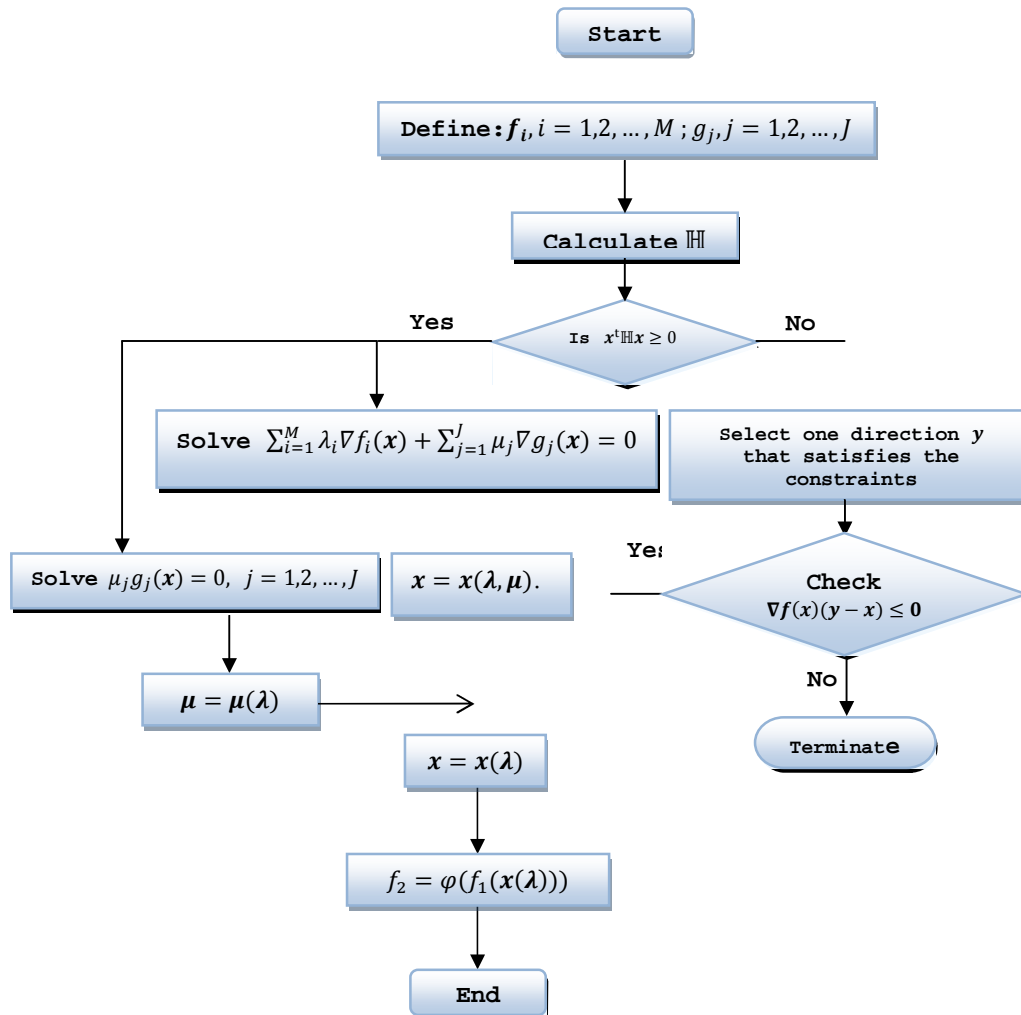 Start
Define: f_i, i = 1,2, … , M ; g_j, j = 1,2, … , J
Calculate ℍ
Is x^tℍx ≥ 0
Yes
No
Solve ∑_{i=1}^{M} λ_i∇f_i(x) + ∑_{j=1}^{J} μ_j∇g_j(x) = 0
Select one direction y
that satisfies the
constraints
Yes
Check
∇f(x)(y − x) ≤ 0
Solve μ_jg_j(x) = 0, j = 1,2, … , J
x = x(λ, μ).
No
μ = μ(λ)
Terminate
x = x(λ)
f_2 = φ(f_1(x(λ)))
End